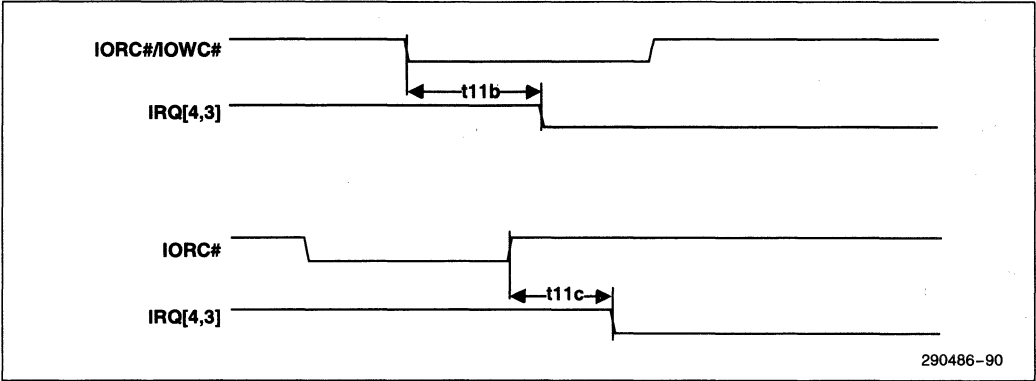 IORC#/IOWC#
t11b
IRQ[4,3]
IORC#
t11c
IRQ[4,3]
290486-90